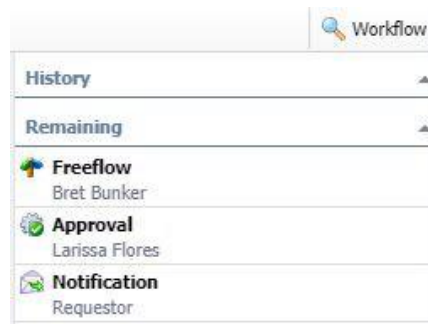 Workflow
History
Remaining
Freeflow
Bret Bunker
Approval
Larissa Flores
Notification
Requestor